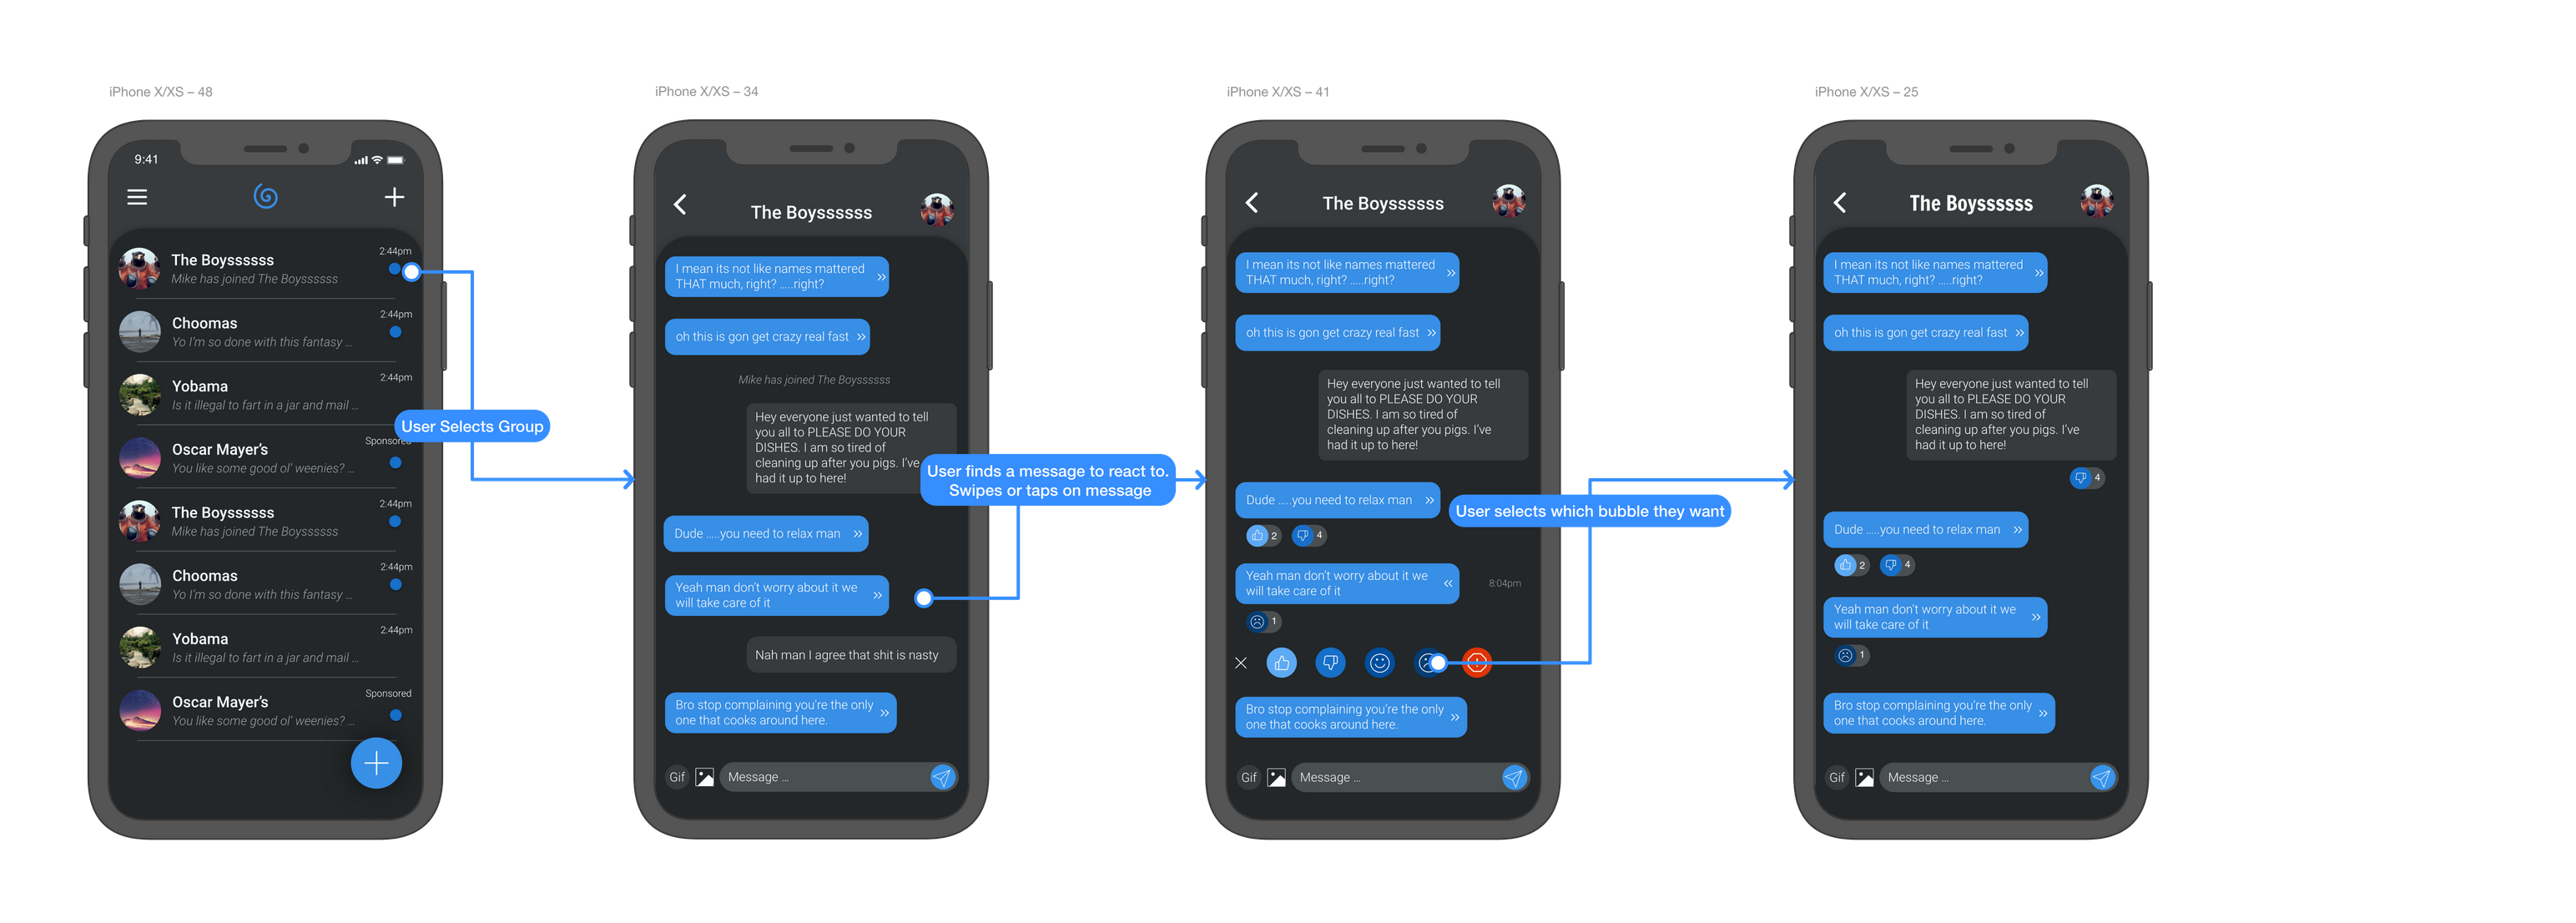 iPhone X/XS – 48
9:41
The Boyssssss
2:44pm
Mike has joined The Boyssssss
Choomas
2:44pm
Yo I'm so done with this fantasy ...
Yobama
2:44pm
Is it illegal to fart in a jar and mail ...
Oscar Mayer's
Sponsored
You like some good ol' weenies? ...
The Boyssssss
2:44pm
Mike has joined The Boyssssss
Choomas
2:44pm
Yo I'm so done with this fantasy ...
Yobama
2:44pm
Is it illegal to fart in a jar and mail ...
Oscar Mayer's
Sponsored
You like some good ol' weenies? ...
User Selects Group
iPhone X/XS – 34
The Boyssssss
I mean its not like names mattered
THAT much, right? .....right?
oh this is gon get crazy real fast
Mike has joined The Boyssssss
Hey everyone just wanted to tell
you all to PLEASE DO YOUR
DISHES. I am so tired of
cleaning up after you pigs. I've
had it up to here!
Dude .....you need to relax man
Yeah man don't worry about it we
will take care of it
Nah man I agree that shit is nasty
Bro stop complaining you're the only
one that cooks around here.
Gif
Message ...
User finds a message to react to.
Swipes or taps on message
iPhone X/XS – 41
The Boyssssss
I mean its not like names mattered
THAT much, right? .....right?
oh this is gon get crazy real fast
Hey everyone just wanted to tell
you all to PLEASE DO YOUR
DISHES. I am so tired of
cleaning up after you pigs. I've
had it up to here!
Dude .....you need to relax man
2
4
Yeah man don't worry about it we
will take care of it
8:04pm
1
Bro stop complaining you're the only
one that cooks around here.
Gif
Message ...
User selects which bubble they want
iPhone X/XS – 25
The Boyssssss
I mean its not like names mattered
THAT much, right? .....right?
oh this is gon get crazy real fast
Hey everyone just wanted to tell
you all to PLEASE DO YOUR
DISHES. I am so tired of
cleaning up after you pigs. I've
had it up to here!
4
Dude .....you need to relax man
2
4
Yeah man don't worry about it we
will take care of it
1
Bro stop complaining you're the only
one that cooks around here.
Gif
Message ...